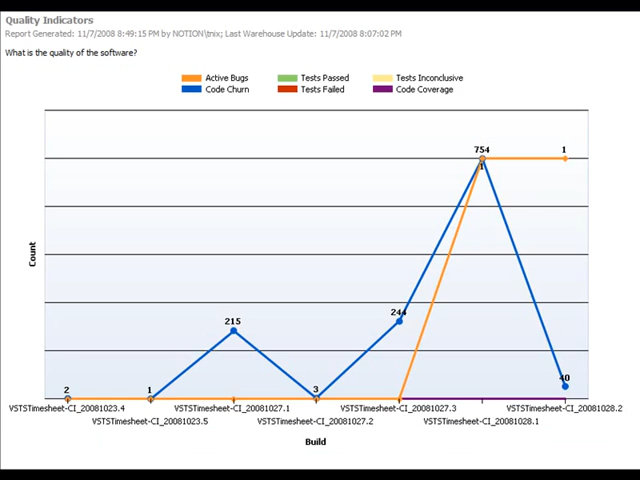 Quality Indicators
Report Generated: 11/7/2008 8:49:15 PM by NOTION\tnix; Last Warehouse Update: 11/7/2008 8:07:02 PM
What is the quality of the software?
Active Bugs Tests Passed Tests Inconclusive
Code Churn Tests Failed Code Coverage
754 1
1
Count
244
215
40
2 1 3
VSTSTimesheet-CI_20081023.4 VSTSTimesheet-CI_20081027.1 VSTSTimesheet-CI_20081027.3 VSTSTimesheet-CI_20081028.2
VSTSTimesheet-CI_20081023.5 VSTSTimesheet-CI_20081027.2 VSTSTimesheet-CI_20081028.1
Build